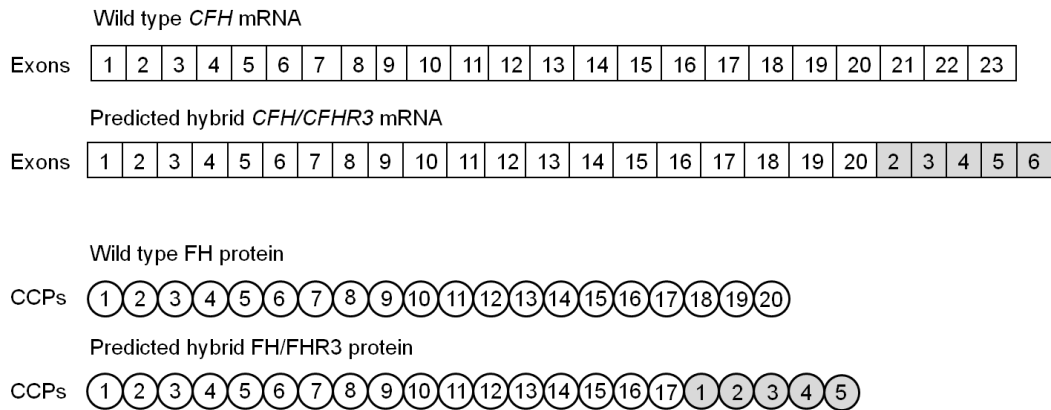 Wild type CFH mRNA
Exons 1 2 3 4 5 6 7 8 9 10 11 12 13 14 15 16 17 18 19 20 21 22 23
Predicted hybrid CFH/CFHR3 mRNA
Exons 1 2 3 4 5 6 7 8 9 10 11 12 13 14 15 16 17 18 19 20 2 3 4 5 6
Wild type FH protein
CCPs 1 2 3 4 5 6 7 8 9 10 11 12 13 14 15 16 17 18 19 20
Predicted hybrid FH/FHR3 protein
CCPs 1 2 3 4 5 6 7 8 9 10 11 12 13 14 15 16 17 1 2 3 4 5